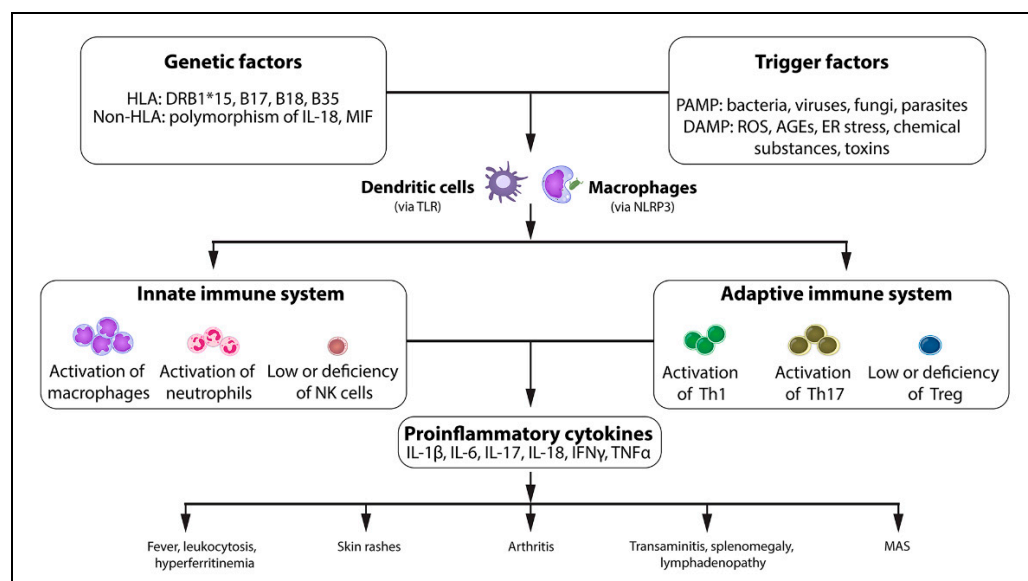 Genetic factors
HLA: DRB1*15, B17, B18, B35
Non-HLA: polymorphism of IL-18, MIF
Trigger factors
PAMP: bacteria, viruses, fungi, parasites
DAMP: ROS, AGEs, ER stress, chemical
substances, toxins
Dendritic cells
(via TLR)
Macrophages
(via NLRP3)
Innate immune system
Activation of
macrophages
Activation of
neutrophils
Low or deficiency
of NK cells
Adaptive immune system
Activation
of Th1
Activation
of Th17
Low or deficiency
of Treg
Proinflammatory cytokines
IL-1β, IL-6, IL-17, IL-18, IFNγ, TNFα
Fever, leukocytosis,
hyperferritinemia
Skin rashes
Arthritis
Transaminitis, splenomegaly,
lymphadenopathy
MAS